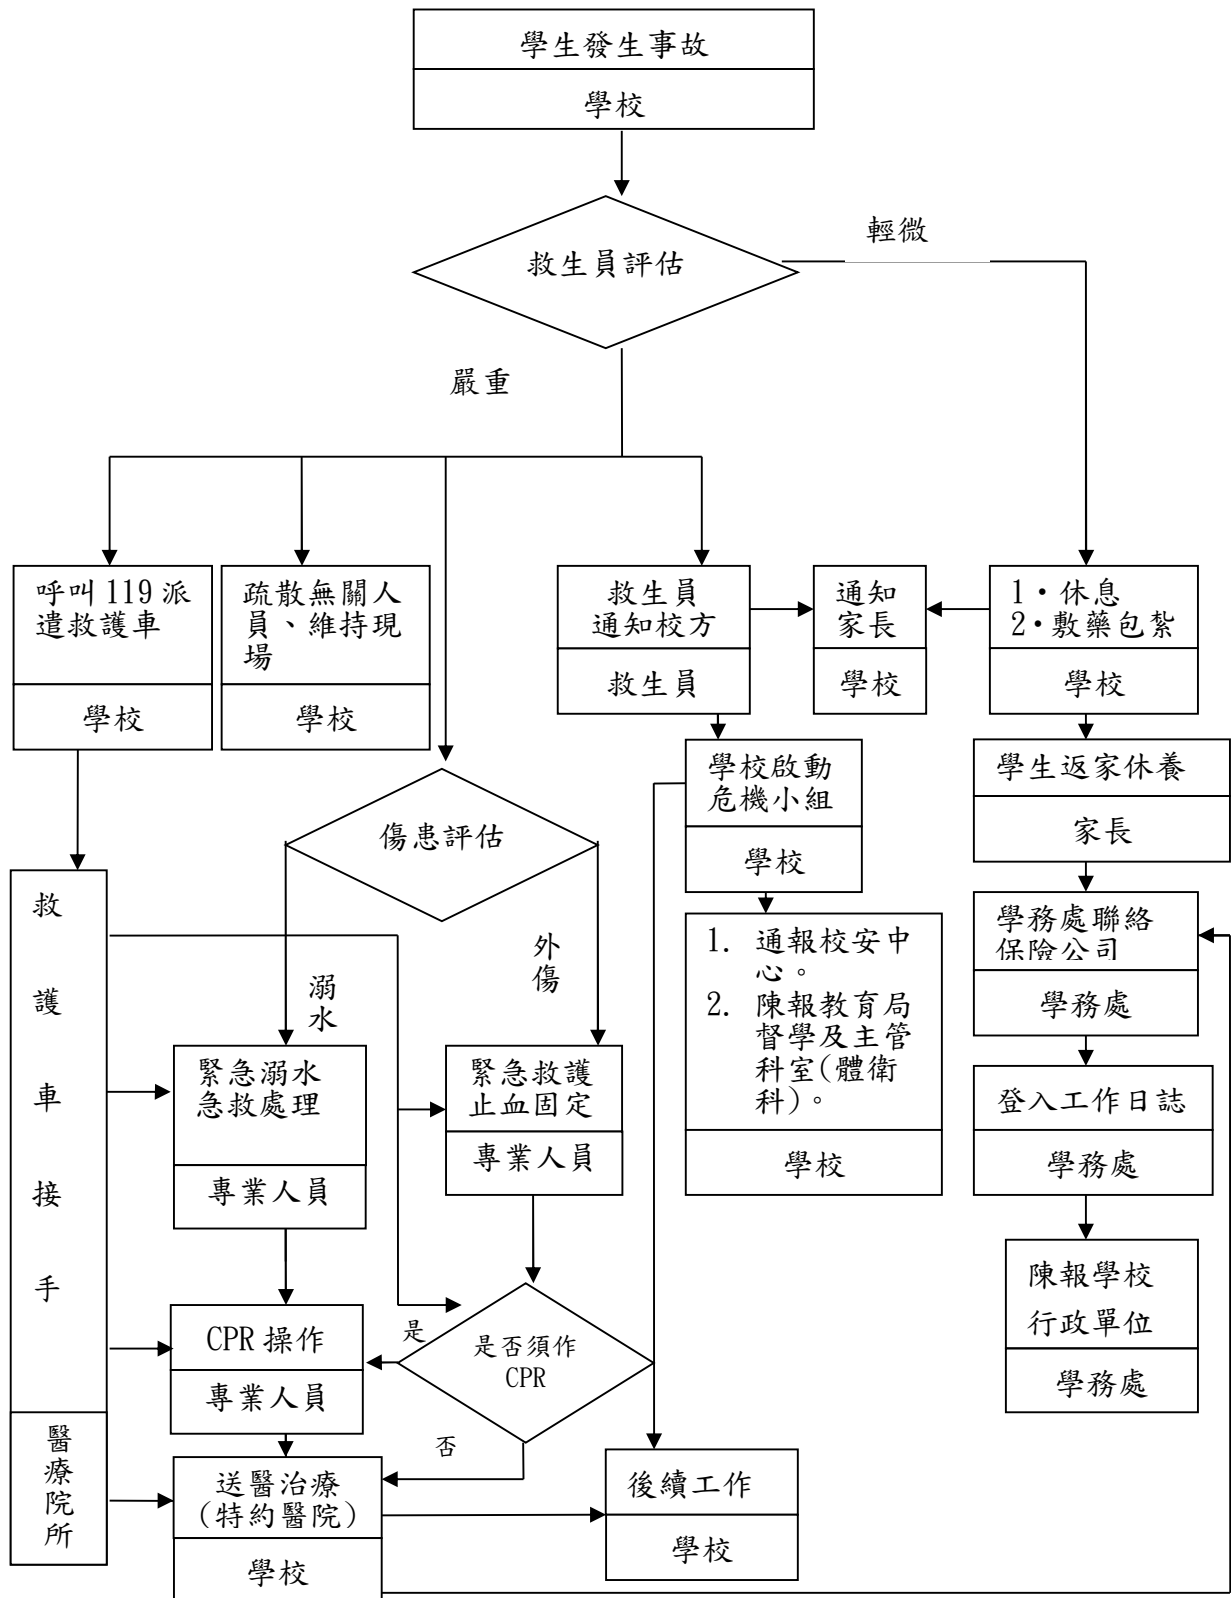 學生發生事故
學校
救生員評估
輕微
嚴重
呼叫119派
遣救護車
學校
疏散無關人
員、維持現
場
學校
救生員
通知校方
救生員
通知
家長
學校
1・休息
2・敷藥包紮
學校
傷患評估
學校啟動
危機小組
學校
學生返家休養
家長
救
護
車
接
手
溺
水
外
傷
1. 通報校安中
心。
2. 陳報教育局
督學及主管
科室(體衛
科)。
學校
學務處聯絡
保險公司
學務處
緊急溺水
急救處理
專業人員
緊急救護
止血固定
專業人員
登入工作日誌
學務處
CPR 操作
專業人員
是
是否須作
CPR
否
陳報學校
行政單位
學務處
醫
療
院
所
送醫治療
(特約醫院)
學校
後續工作
學校